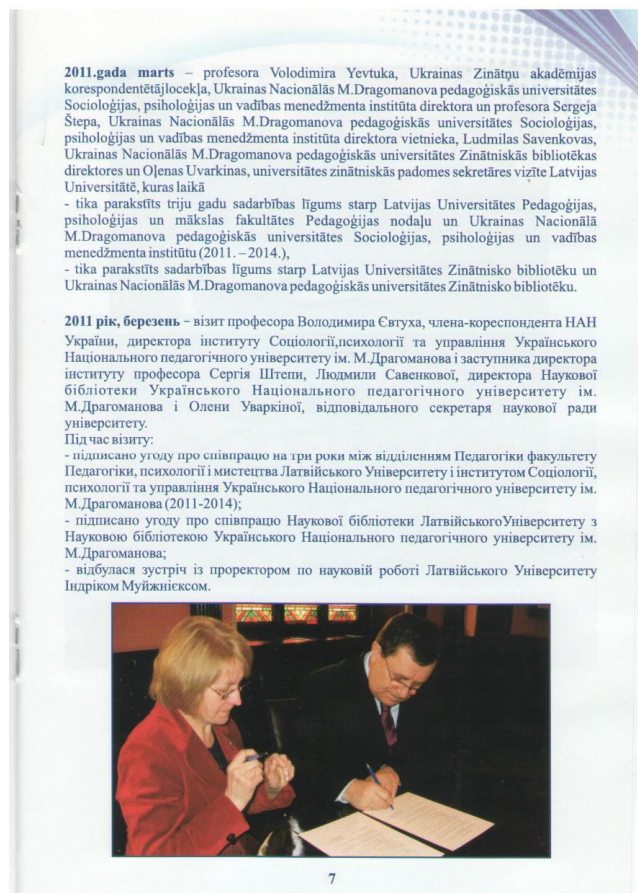 2011.gada marts – profesora Volodimira Yevtuka, Ukrainas Zinātņu akadēmijas
korespondentētājlocekļa, Ukrainas Nacionālās M.Dragomanova pedagoģiskās universitātes
Socioloģijas, psiholoģijas un vadības menedžmenta institūta direktora un profesora Sergeja
Štepa, Ukrainas Nacionālās M.Dragomanova pedagoģiskās universitātes Socioloģijas,
psiholoģijas un vadības menedžmenta institūta direktora vietnieka, Ludmilas Savenkovas,
Ukrainas Nacionālās M.Dragomanova pedagoģiskās universitātes Zinātniskās bibliotēkas
direktores un Oļenas Uvarkinas, universitātes zinātniskās padomes sekretāres vizīte Latvijas
Universitātē, kuras laikā
- tika parakstīts triju gadu sadarbības līgums starp Latvijas Universitātes Pedagoģijas,
psiholoģijas un mākslas fakultātes Pedagoģijas nodaļu un Ukrainas Nacionālā
M.Dragomanova pedagoģiskās universitātes Socioloģijas, psiholoģijas un vadības
menedžmenta institūtu (2011. – 2014.),
- tika parakstīts sadarbības līgums starp Latvijas Universitātes Zinātnisko bibliotēku un
Ukrainas Nacionālās M.Dragomanova pedagoģiskās universitātes Zinātnisko bibliotēku.
2011 рік, березень – візит професора Володимира Євтуха, члена-кореспондента НАН
України, директора інституту Соціології,психології та управління Українського
Національного педагогічного університету ім. М.Драгоманова і заступника директора
інституту професора Сергія Штепи, Людмили Савенкової, директора Наукової
бібліотеки Українського Національного педагогічного університету ім.
М.Драгоманова і Олени Уваркіної, відповідального секретаря наукової ради
університету.
Під час візиту:
- підписано угоду про співпрацю на три роки між відділенням Педагогіки факультету
Педагогіки, психології і мистецтва Латвійського Університету і інститутом Соціології,
психології та управління Українського Національного педагогічного університету ім.
М.Драгоманова (2011-2014);
- підписано угоду про співпрацю Наукової бібліотеки ЛатвійськогоУніверситету з
Науковою бібліотекою Українського Національного педагогічного університету ім.
М.Драгоманова;
- відбулася зустріч із проректором по науковій роботі Латвійського Університету
Індріком Муйжнієксом.
7